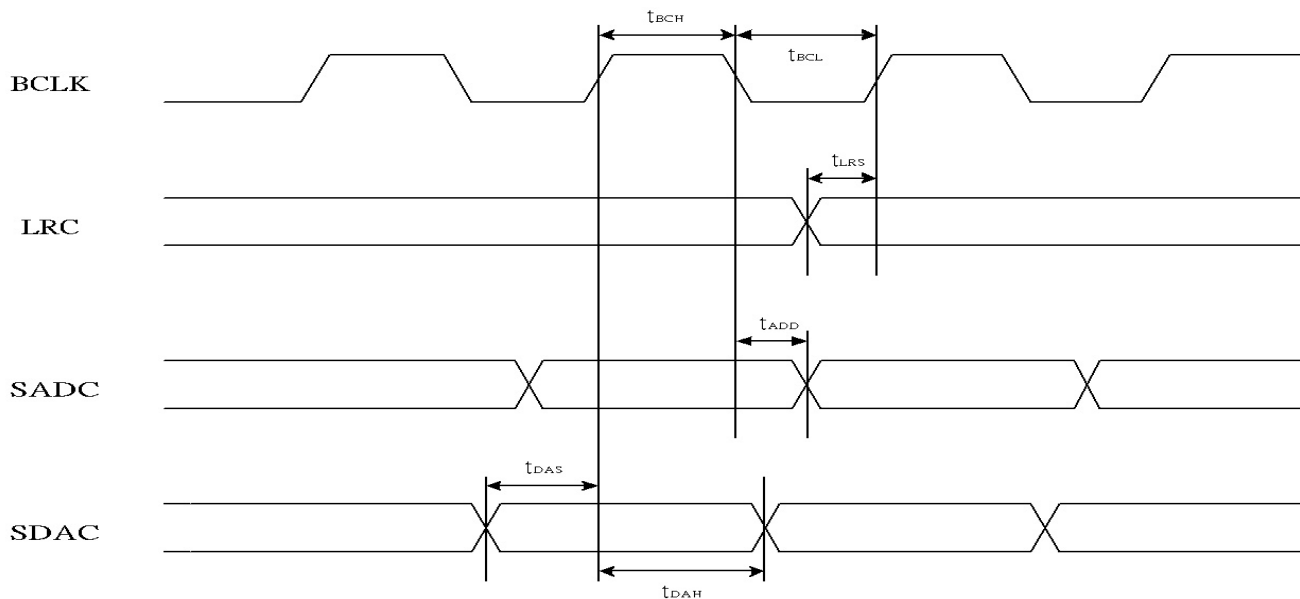 tBCH
tBCL
BCLK
tLRS
LRC
tADD
SADC
tDAS
SDAC
tDAH